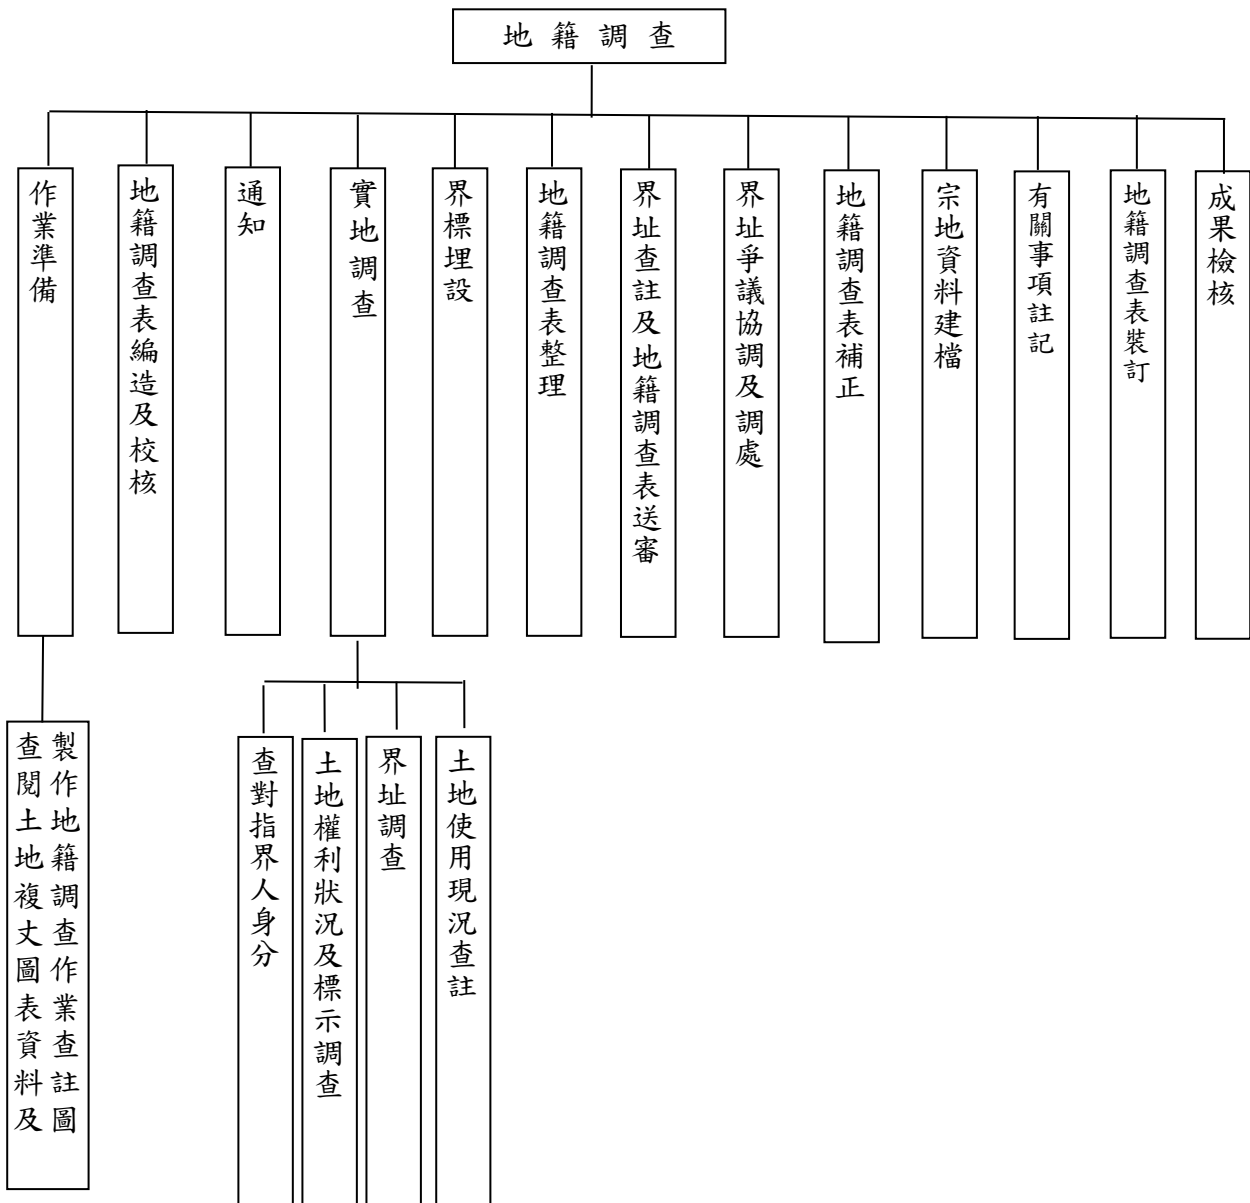 地籍調查
作業準備
地籍調查表編造及校核
通知
實地調查
界標埋設
地籍調查表整理
界址查註及地籍調查表送審
界址爭議協調及調處
地籍調查表補正
宗地資料建檔
有關事項註記
地籍調查表裝訂
成果檢核
查閱土地複丈圖表資料及
製作地籍調查作業查註圖
查對指界人身分
土地權利狀況及標示調查
界址調查
土地使用現況查註